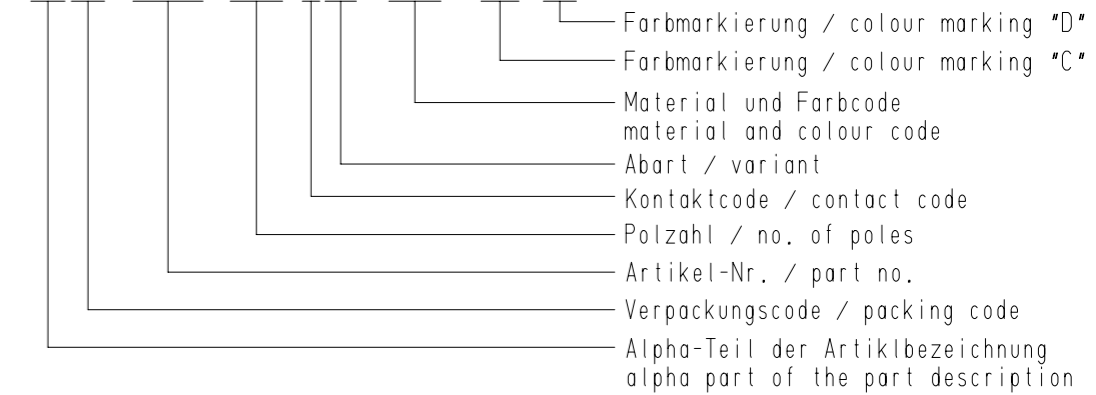 Farbmarkierung / colour marking "D"
Farbmarkierung / colour marking "C"
Material und Farbcode
material and colour code
Abart / variant
Kontaktcode / contact code
Polzahl / no. of poles
Artikel-Nr. / part no.
Verpackungscode / packing code
Alpha-Teil der Artiklbezeichnung
alpha part of the part description